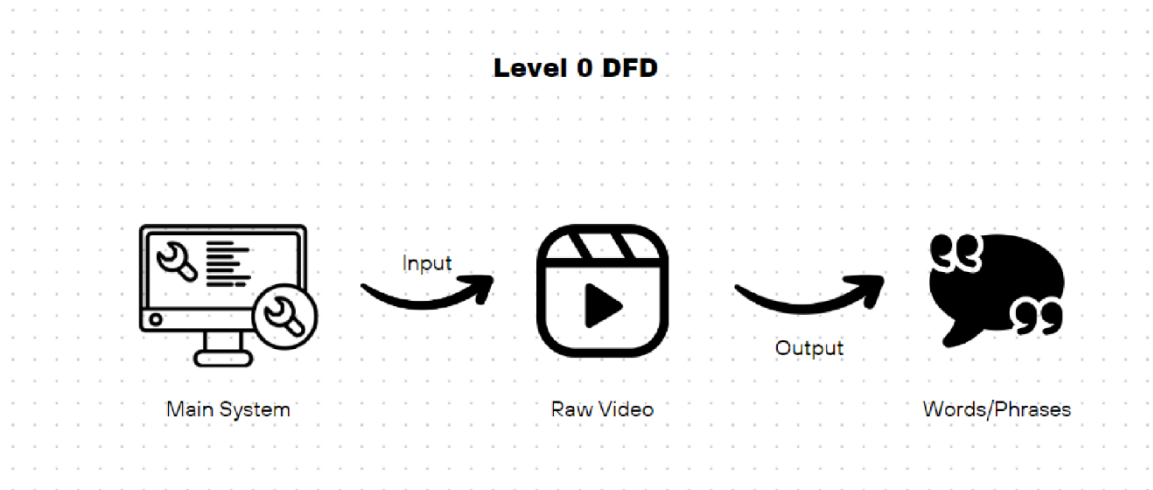 Level 0 DFD
Input
Output
Main System
Raw Video
Words/Phrases